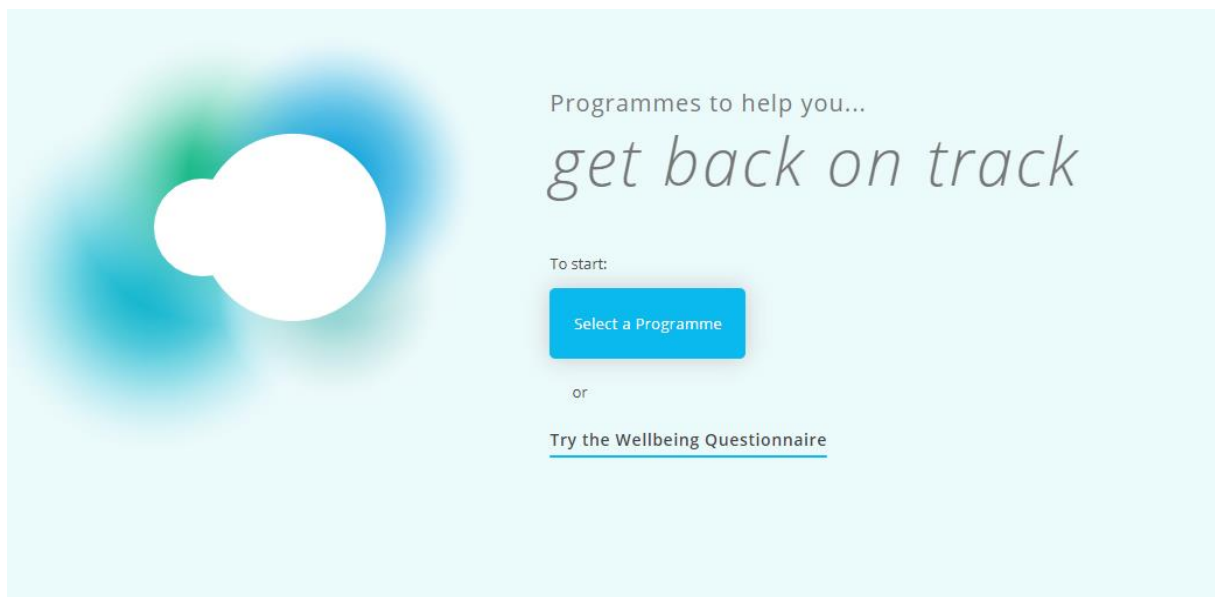 Programmes to help you...
get back on track
To start:
Select a Programme
or
Try the Wellbeing Questionnaire